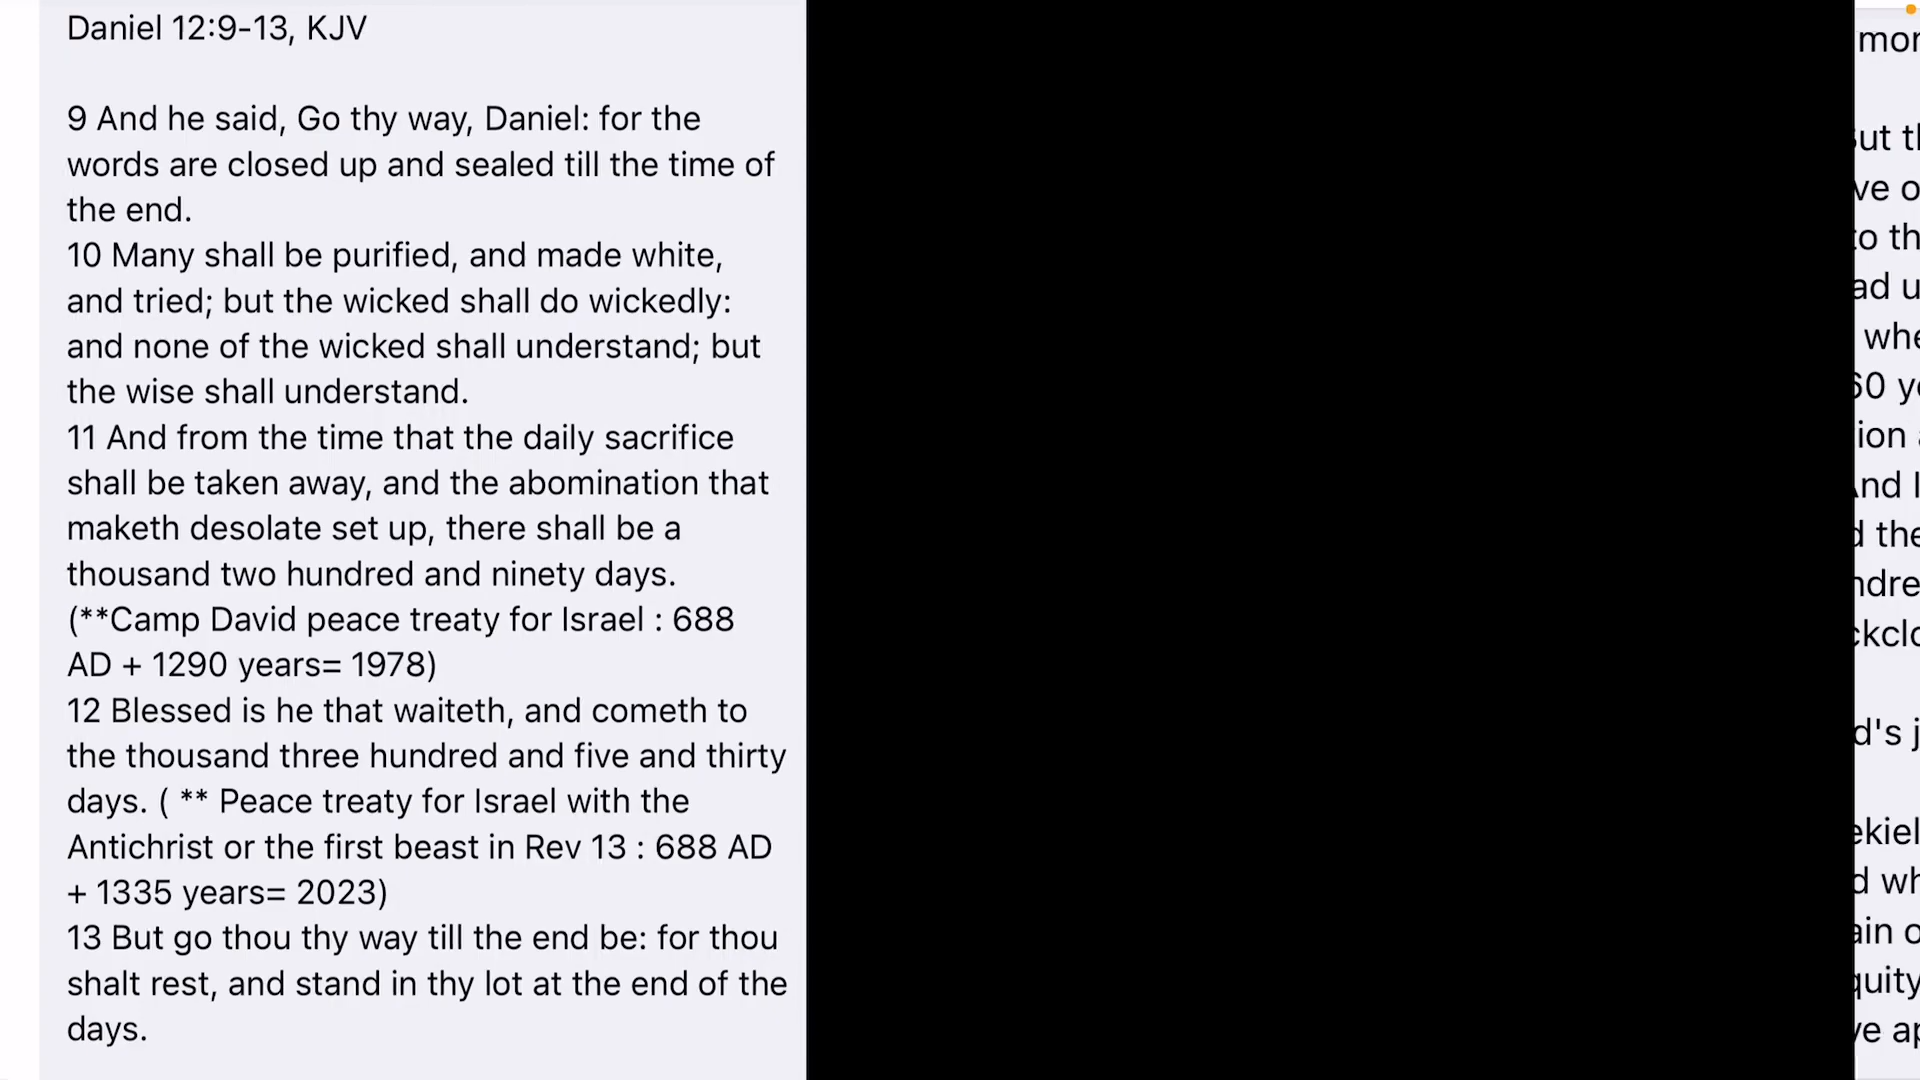 Daniel 12:9-13, KJV
9 And he said, Go thy way, Daniel: for the
words are closed up and sealed till the time of
the end.
10 Many shall be purified, and made white,
and tried; but the wicked shall do wickedly:
and none of the wicked shall understand; but
the wise shall understand.
11 And from the time that the daily sacrifice
shall be taken away, and the abomination that
maketh desolate set up, there shall be a
thousand two hundred and ninety days.
(**Camp David peace treaty for Israel : 688
AD + 1290 years= 1978)
12 Blessed is he that waiteth, and cometh to
the thousand three hundred and five and thirty
days. ( ** Peace treaty for Israel with the
Antichrist or the first beast in Rev 13 : 688 AD
+ 1335 years= 2023)
13 But go thou thy way till the end be: for thou
shalt rest, and stand in thy lot at the end of the
days.